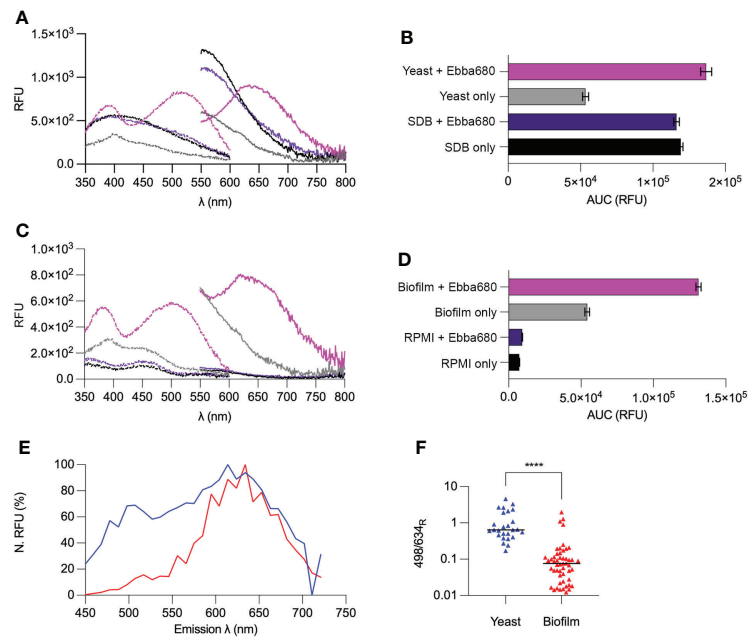 A
RFU
1.5×10³
1.0×10³
5.0×10²
0.0
350 400 450 500 550 600 650 700 750 800
λ (nm)
B
Yeast + Ebba680
Yeast only
SDB + Ebba680
SDB only
0 5×10⁴ 1×10⁵ 2×10⁵
AUC (RFU)
C
RFU
1.0×10³
8.0×10²
6.0×10²
4.0×10²
2.0×10²
0.0
350 400 450 500 550 600 650 700 750 800
λ (nm)
D
Biofilm + Ebba680
Biofilm only
RPMI + Ebba680
RPMI only
0.0 5.0×10⁴ 1.0×10⁵ 1.5×10⁵
AUC (RFU)
E
N. RFU (%)
100
80
60
40
20
0
450 500 550 600 650 700 750
Emission λ (nm)
F
****
498/634R
10
1
0.1
0.01
Yeast Biofilm